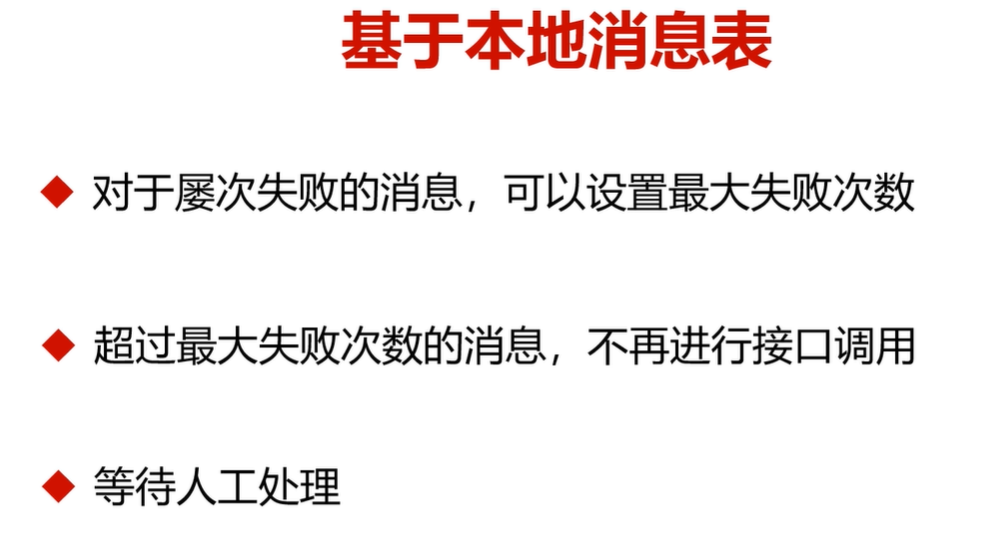 基于本地消息表
对于屡次失败的消息，可以设置最大失败次数
超过最大失败次数的消息，不再进行接口调用
等待人工处理